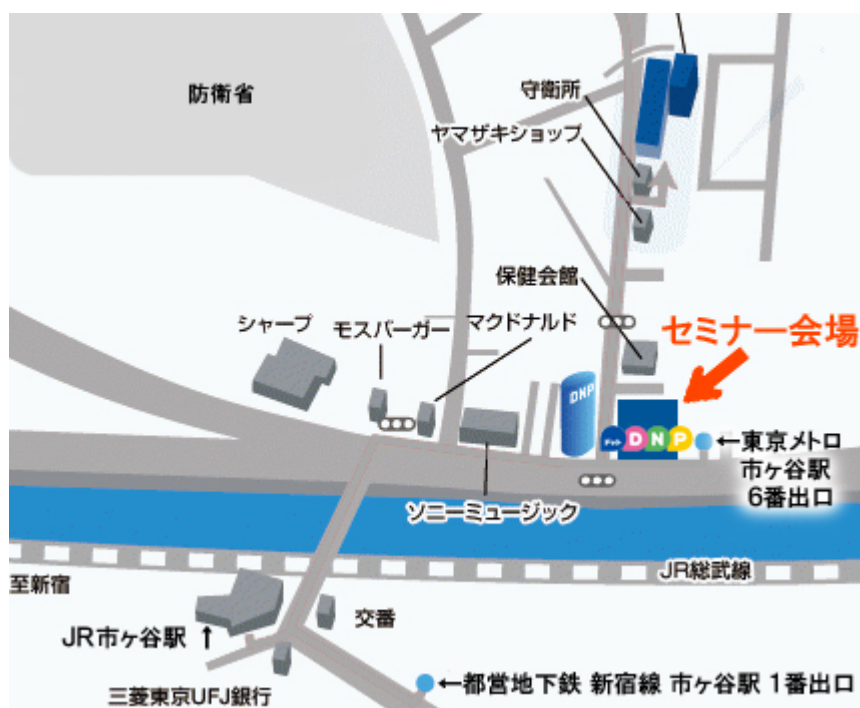 防衛省
守衛所
ヤマザキショップ
保健会館
シャープ
モスバーガー
マクドナルド
セミナー会場
DNP
ドット DNP
←東京メトロ
市ヶ谷駅
6番出口
ソニーミュージック
JR総武線
至新宿
JR市ヶ谷駅 ↑
交番
三菱東京UFJ銀行
←都営地下鉄 新宿線 市ヶ谷駅 1番出口